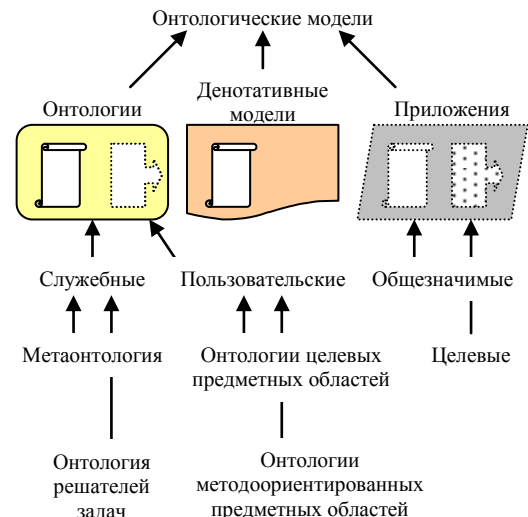 Онтологические модели
Онтологии
Денотативные
модели
Приложения
Служебные
Пользовательские
Общезначимые
Метаонтология
Онтологии целевых
предметных областей
Целевые
Онтология
решателей
задач
Онтологии
методоориентированных
предметных областей